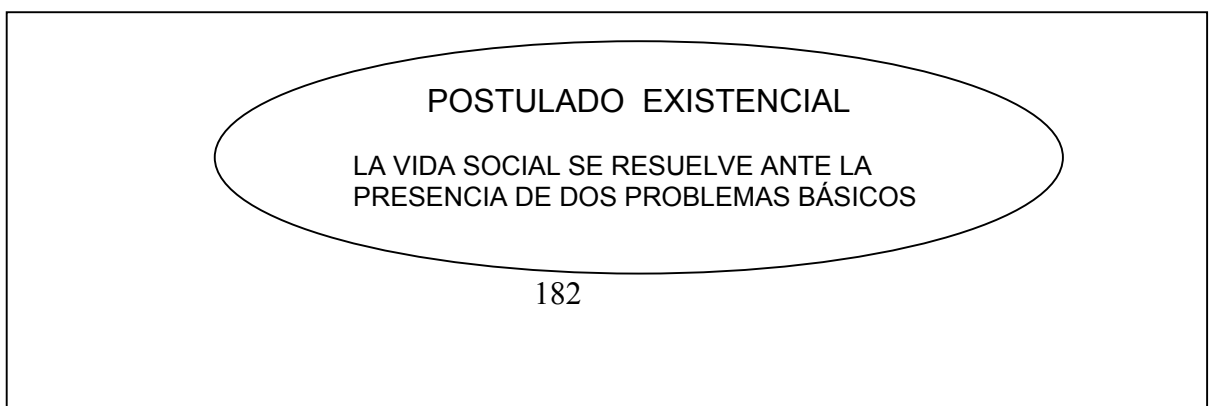 POSTULADO EXISTENCIAL
LA VIDA SOCIAL SE RESUELVE ANTE LA
PRESENCIA DE DOS PROBLEMAS BÁSICOS
182